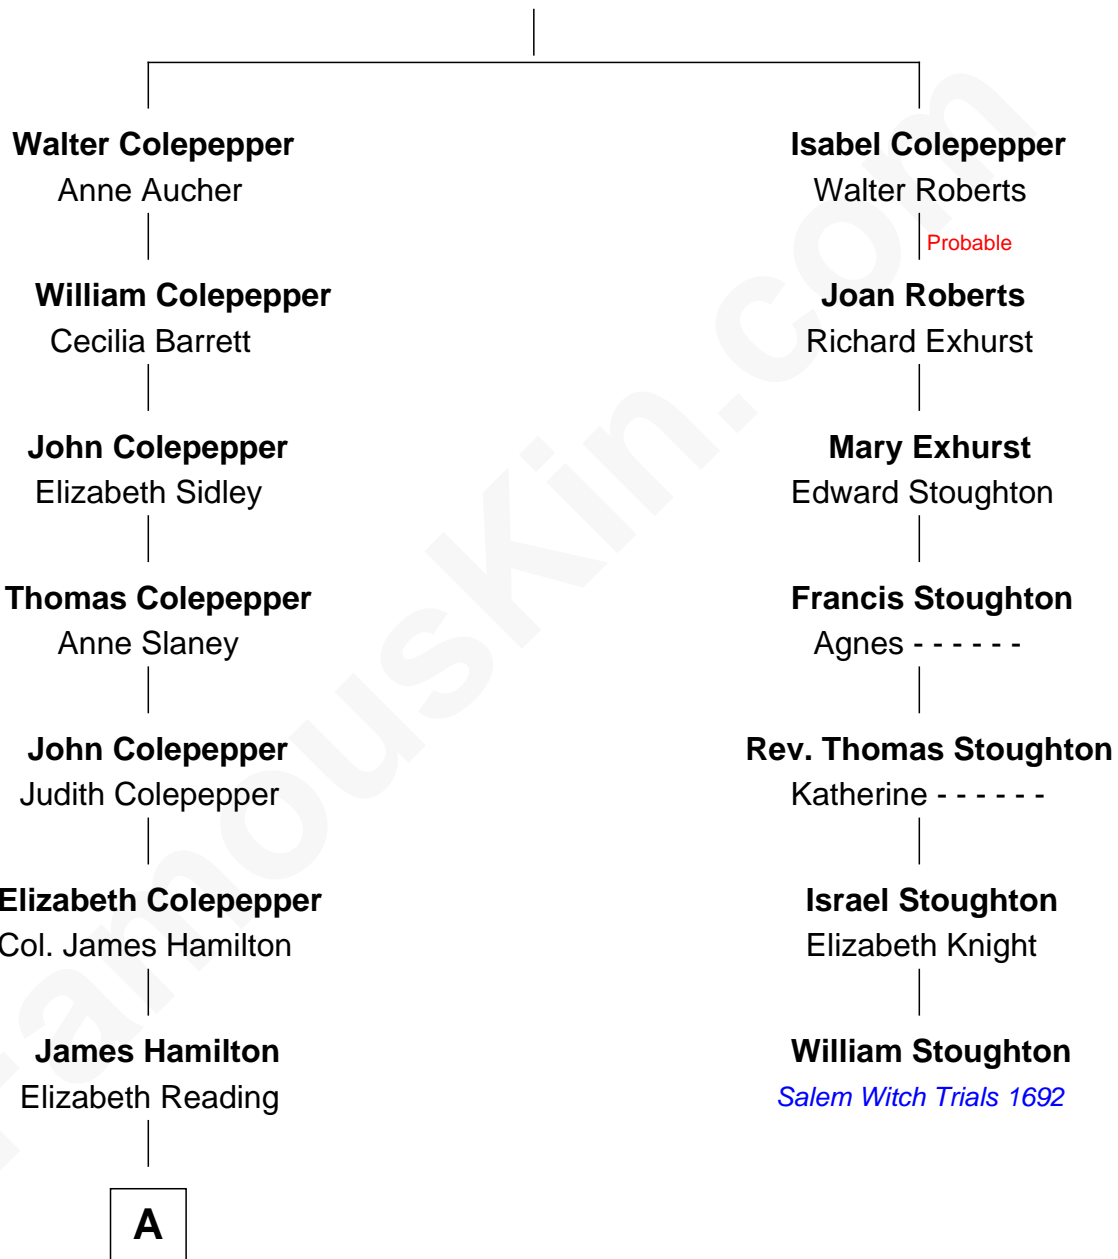 Walter Colepepper
Anne Aucher
William Colepepper
Cecilia Barrett
John Colepepper
Elizabeth Sidley
Thomas Colepepper
Anne Slaney
John Colepepper
Judith Colepepper
Elizabeth Colepepper
Col. James Hamilton
James Hamilton
Elizabeth Reading
A
Isabel Colepepper
Walter Roberts
Probable
Joan Roberts
Richard Exhurst
Mary Exhurst
Edward Stoughton
Francis Stoughton
Agnes - - - - - -
Rev. Thomas Stoughton
Katherine - - - - - -
Israel Stoughton
Elizabeth Knight
William Stoughton
Salem Witch Trials 1692
FamousKin.com